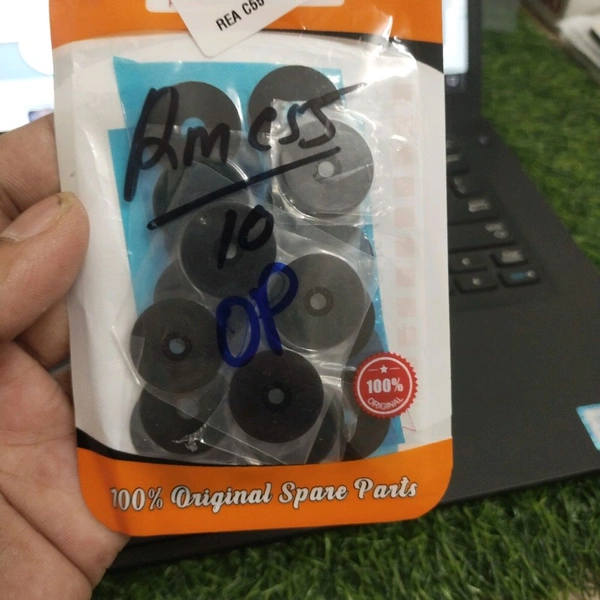 REA C55
Rm C55
10
OP
100%
ORIGINAL
100% Original Spare Parts